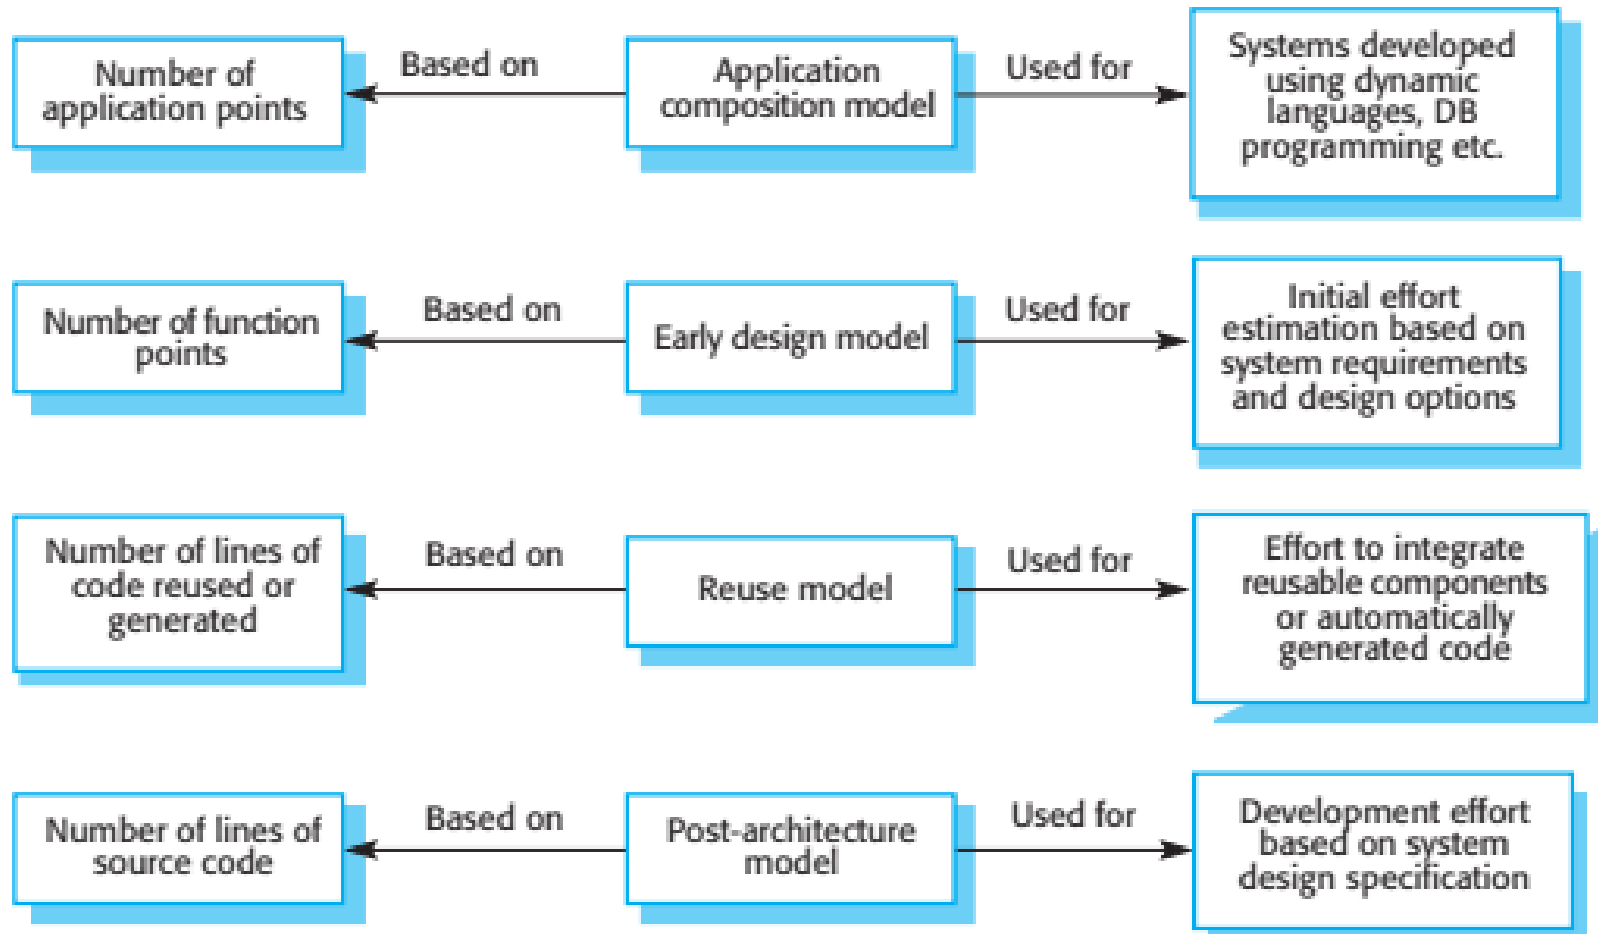 Number of
application points
Based on
Application
composition model
Used for
Systems developed
using dynamic
languages, DB
programming etc.
Number of function
points
Based on
Early design model
Used for
Initial effort
estimation based on
system requirements
and design options
Number of lines of
code reused or
generated
Based on
Reuse model
Used for
Effort to integrate
reusable components
or automatically
generated code
Number of lines of
source code
Based on
Post-architecture
model
Used for
Development effort
based on system
design specification